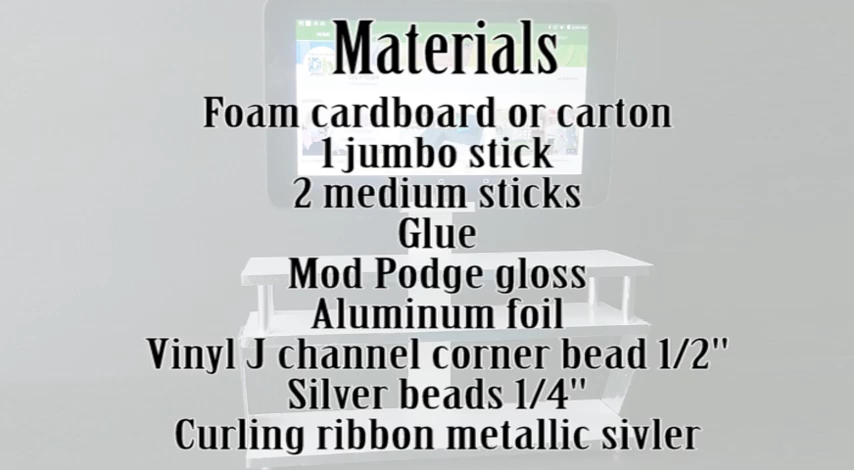 Materials
Foam cardboard or carton
1 jumbo stick
2 medium sticks
Glue
Mod Podge gloss
Aluminum foil
Vinyl J channel corner bead 1/2"
Silver beads 1/4"
Curling ribbon metallic sivler